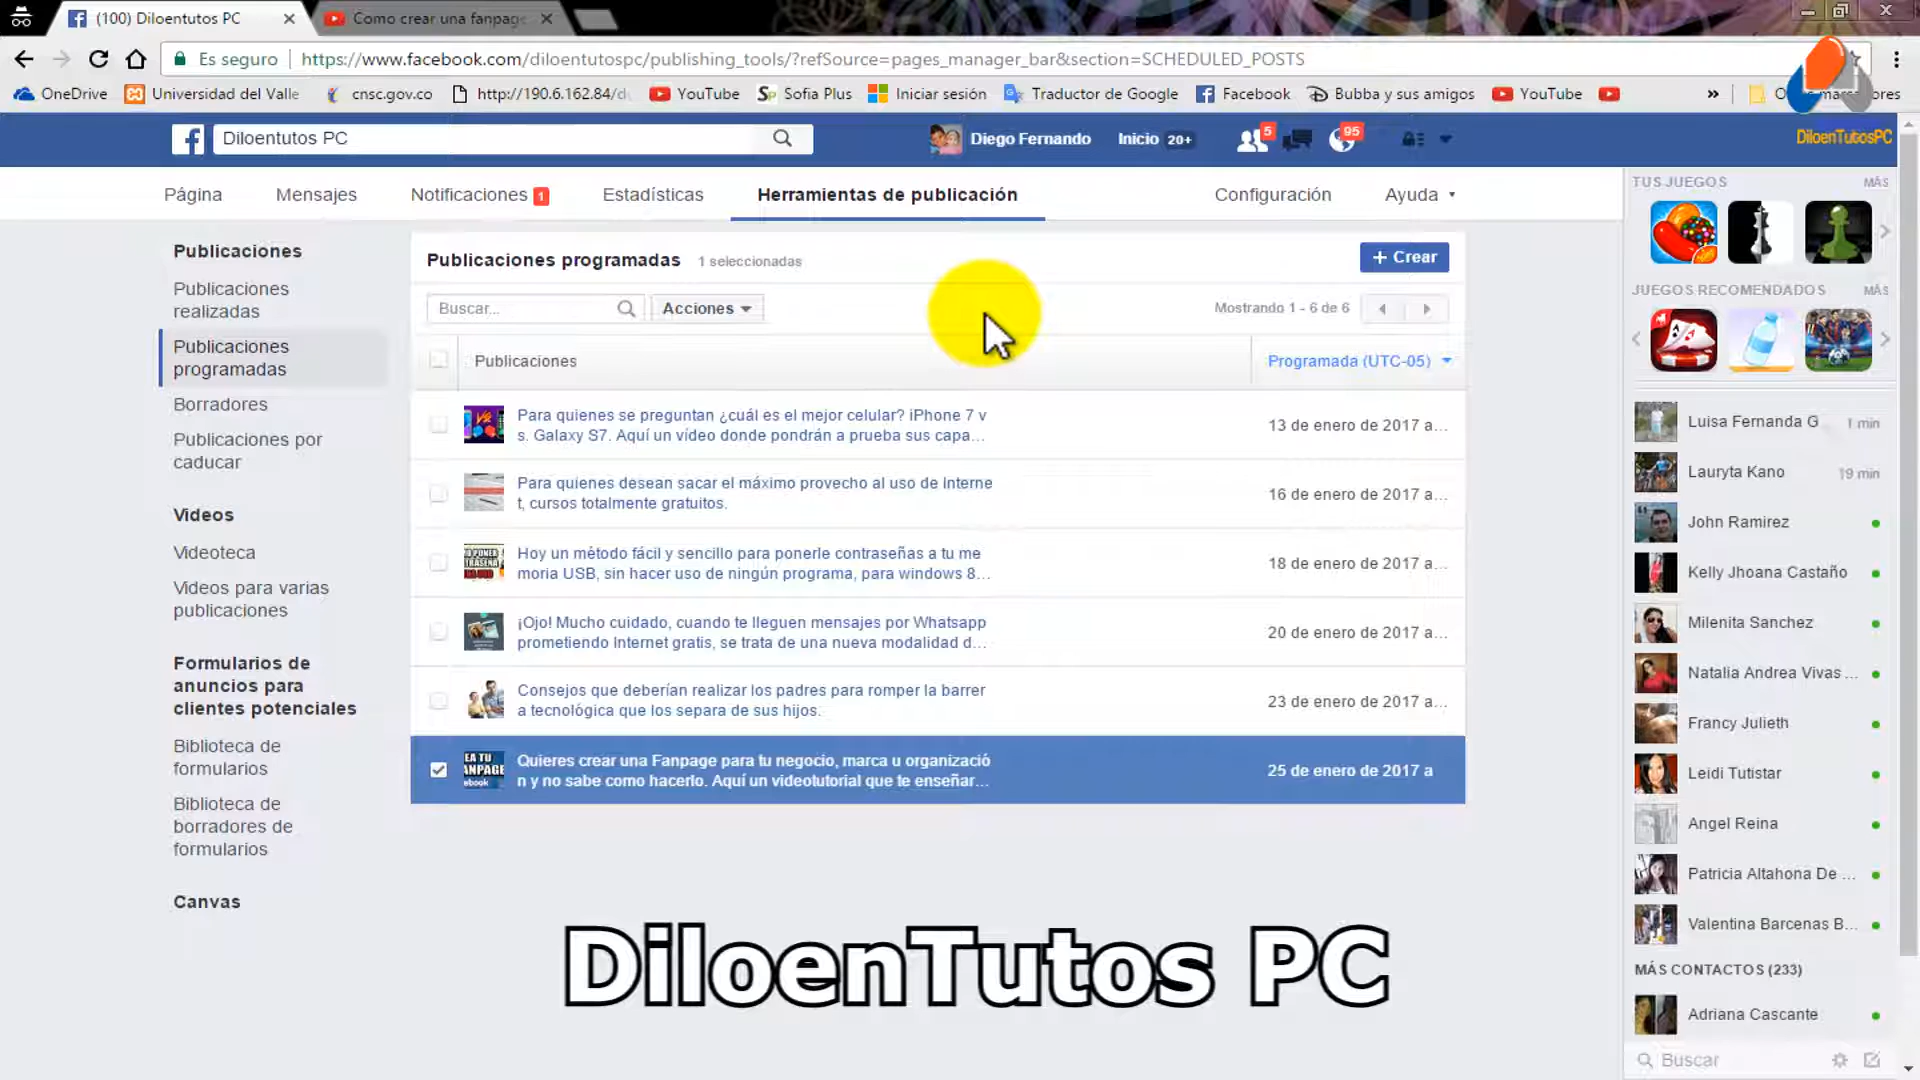 (100) Diloentutos PC
Como crear una fanpage
Es seguro
https://www.facebook.com/diloentutospc/publishing_tools/?refSource=pages_manager_bar&section=SCHEDULED_POSTS
OneDrive
Universidad del Valle
cnsc.gov.co
http://190.6.162.84/
YouTube
Sofia Plus
Iniciar sesión
Traductor de Google
Facebook
Bubba y sus amigos
YouTube
»
Diloentutos PC
Diego Fernando
Inicio 20+
5
95
DiloenTutosPC
Página
Mensajes
Notificaciones 1
Estadísticas
Herramientas de publicación
Configuración
Ayuda
Publicaciones
Publicaciones
realizadas
Publicaciones
programadas
Borradores
Publicaciones por
caducar
Videos
Videoteca
Videos para varias
publicaciones
Formularios de
anuncios para
clientes potenciales
Biblioteca de
formularios
Biblioteca de
borradores de
formularios
Canvas
Publicaciones programadas 1 seleccionadas
+ Crear
Buscar...
Acciones
Mostrando 1 - 6 de 6
Publicaciones
Programada (UTC-05)
Para quienes se preguntan ¿cuál es el mejor celular? iPhone 7 v
s. Galaxy S7. Aquí un vídeo donde pondrán a prueba sus capa...
13 de enero de 2017 a...
Para quienes desean sacar el máximo provecho al uso de Interne
t, cursos totalmente gratuitos.
16 de enero de 2017 a...
Hoy un método fácil y sencillo para ponerle contraseñas a tu me
moria USB, sin hacer uso de ningún programa, para windows 8...
18 de enero de 2017 a...
¡Ojo! Mucho cuidado, cuando te lleguen mensajes por Whatsapp
prometiendo Internet gratis, se trata de una nueva modalidad d...
20 de enero de 2017 a...
Consejos que deberían realizar los padres para romper la barrer
a tecnológica que los separa de sus hijos.
23 de enero de 2017 a...
Quieres crear una Fanpage para tu negocio, marca u organizació
n y no sabe como hacerlo. Aquí un videotutorial que te enseñar...
25 de enero de 2017 a
DiloenTutos PC
TUS JUEGOS
MÁS
JUEGOS RECOMENDADOS
MÁS
Luisa Fernanda G
1 min
Lauryta Kano
19 min
John Ramirez
Kelly Jhoana Castaño
Milenita Sanchez
Natalia Andrea Vivas ...
Francy Julieth
Leidi Tutistar
Angel Reina
Patricia Altahona De ...
Valentina Barcenas B...
MÁS CONTACTOS (233)
Adriana Cascante
Buscar